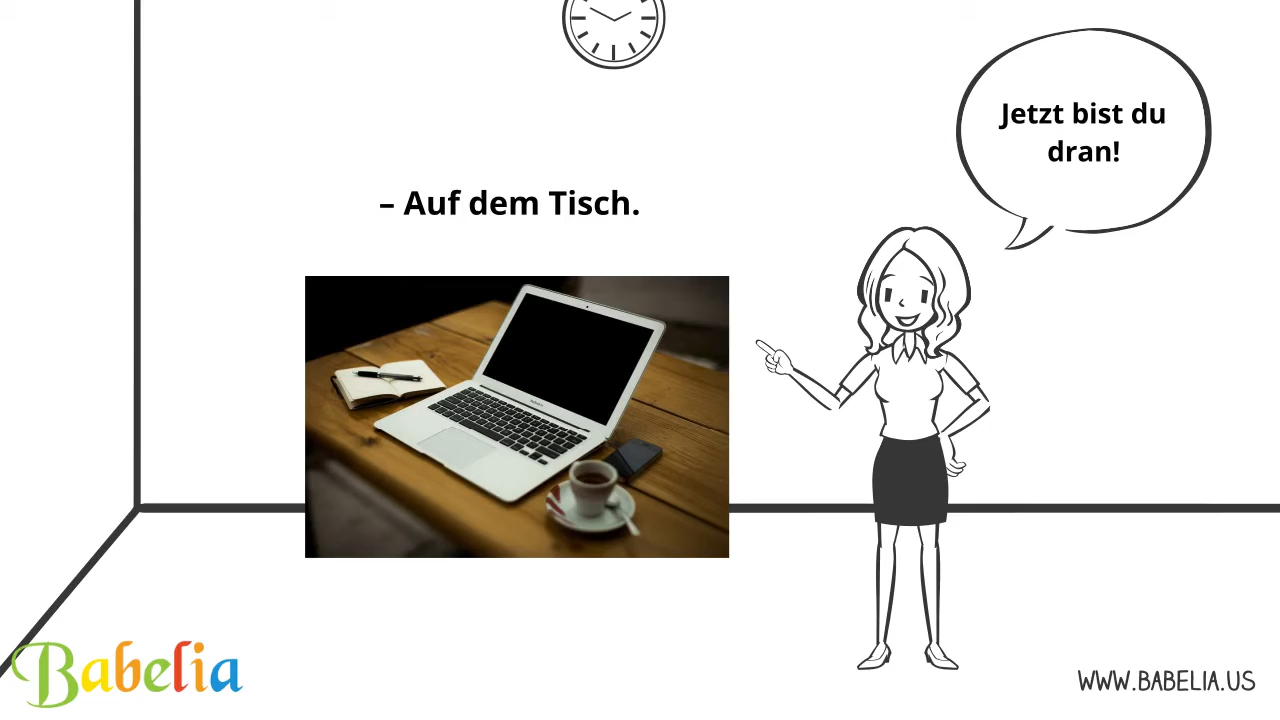 Jetzt bist du
dran!
– Auf dem Tisch.
Babelia
WWW.BABELIA.US